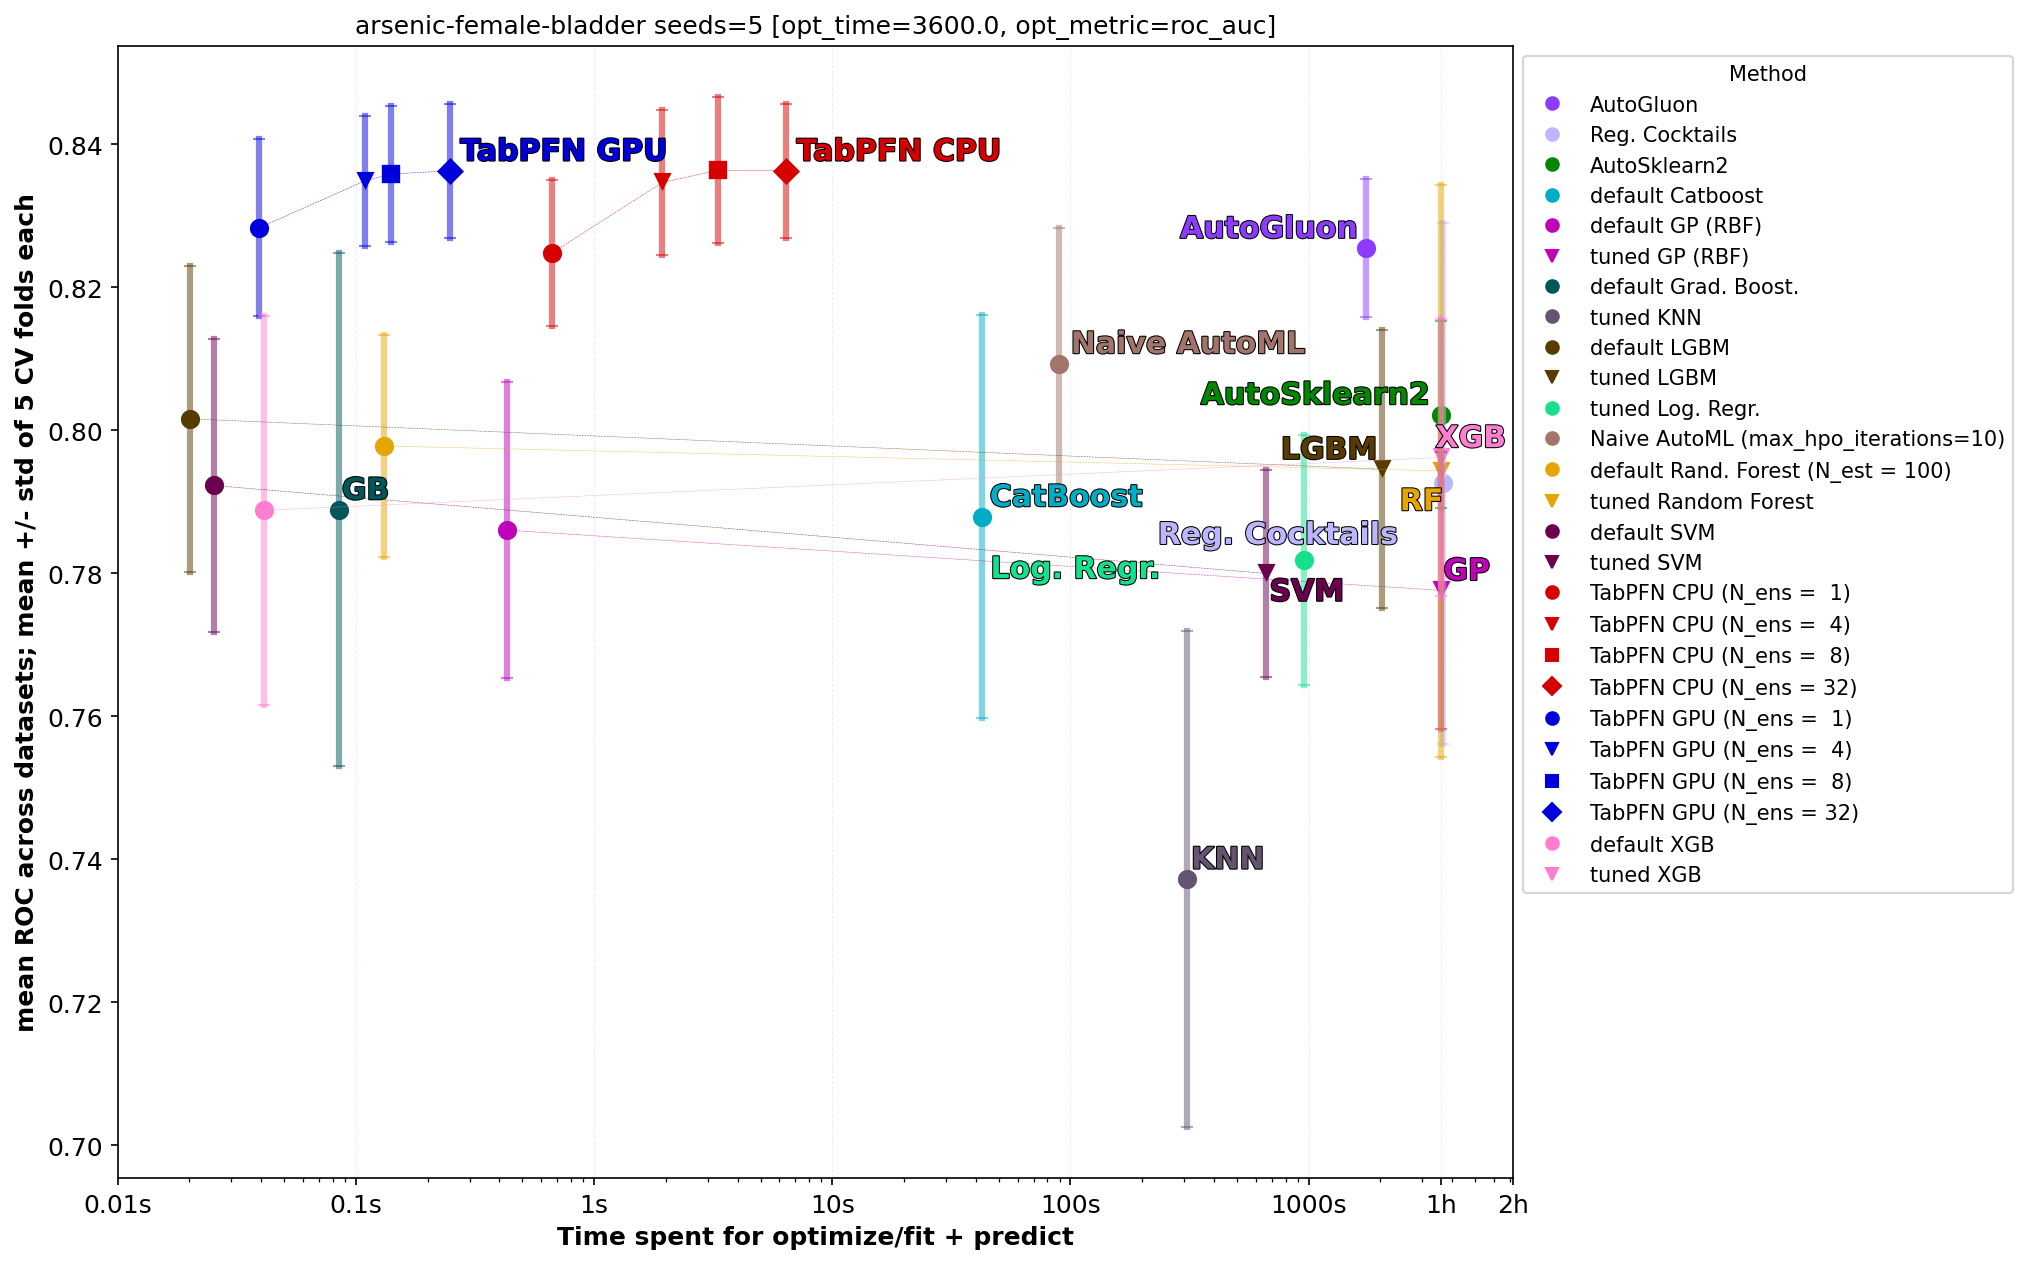 arsenic-female-bladder seeds=5 [opt_time=3600.0, opt_metric=roc_auc]
mean ROC across datasets; mean +/- std of 5 CV folds each
0.84
0.82
0.80
0.78
0.76
0.74
0.72
0.70
TabPFN GPU
TabPFN CPU
AutoGluon
Naive AutoML
AutoSklearn2
XGB
LGBM
GB
CatBoost
RF
Reg. Cocktails
Log. Regr.
GP
SVM
KNN
0.01s
0.1s
1s
10s
100s
1000s
1h
2h
Time spent for optimize/fit + predict
Method
AutoGluon
Reg. Cocktails
AutoSklearn2
default Catboost
default GP (RBF)
tuned GP (RBF)
default Grad. Boost.
tuned KNN
default LGBM
tuned LGBM
tuned Log. Regr.
Naive AutoML (max_hpo_iterations=10)
default Rand. Forest (N_est = 100)
tuned Random Forest
default SVM
tuned SVM
TabPFN CPU (N_ens =  1)
TabPFN CPU (N_ens =  4)
TabPFN CPU (N_ens =  8)
TabPFN CPU (N_ens = 32)
TabPFN GPU (N_ens =  1)
TabPFN GPU (N_ens =  4)
TabPFN GPU (N_ens =  8)
TabPFN GPU (N_ens = 32)
default XGB
tuned XGB